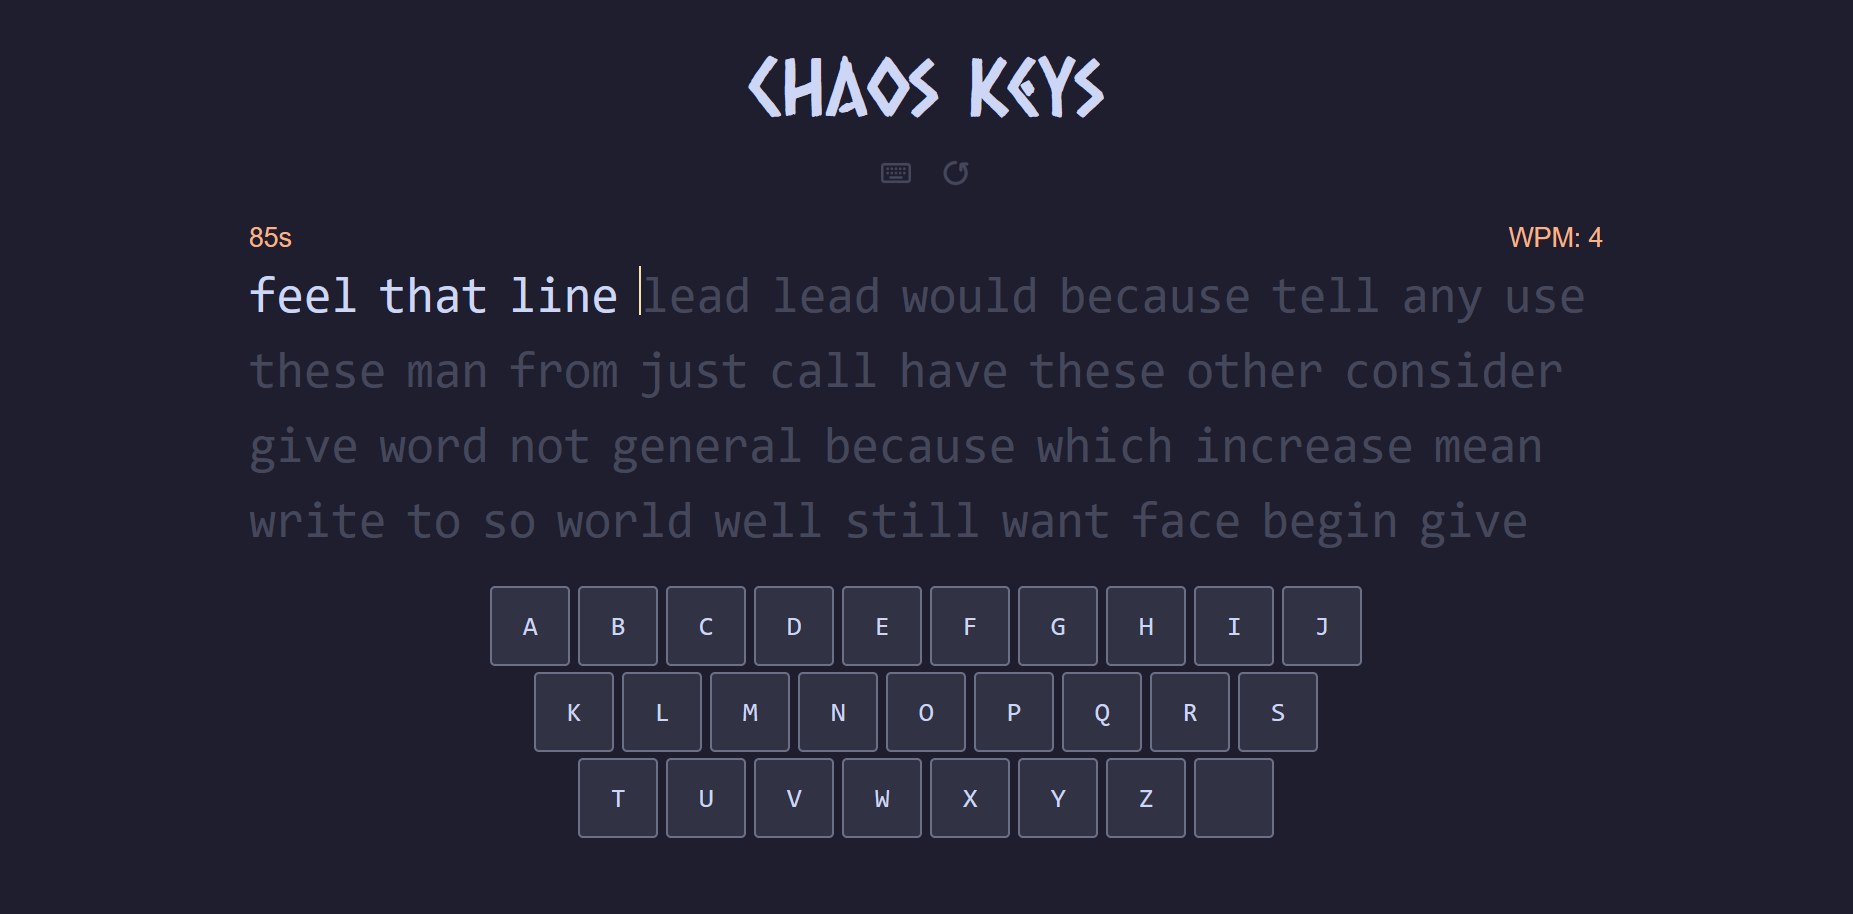 CHAOS KEYS
85s WPM: 4
feel that line lead lead would because tell any use
these man from just call have these other consider
give word not general because which increase mean
write to so world well still want face begin give
A B C D E F G H I J
K L M N O P Q R S
T U V W X Y Z